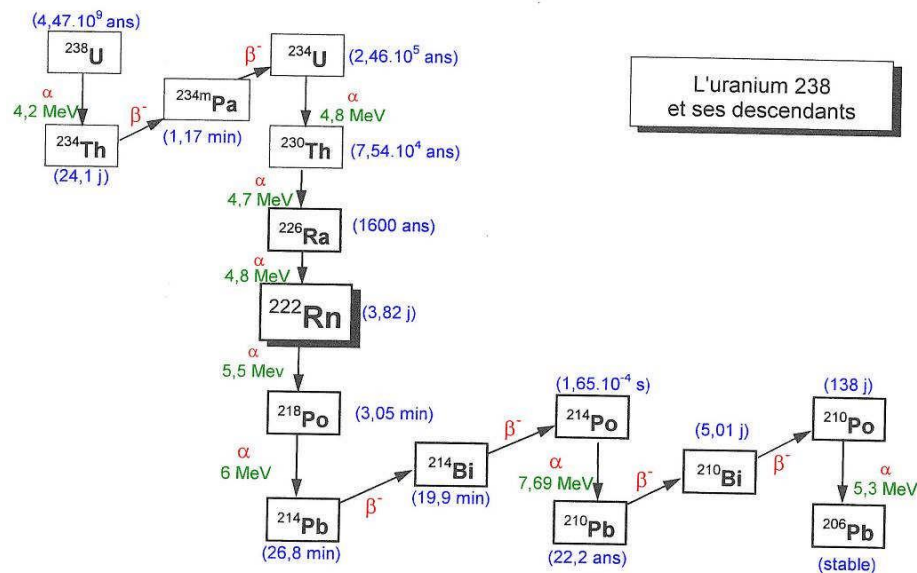 (4,47.10⁹ ans)
²³⁸U
α
4,2 MeV
²³⁴Th
(24,1 j)
β⁻
²³⁴ᵐPa
(1,17 min)
β⁻
²³⁴U
(2,46.10⁵ ans)
α
4,8 MeV
²³⁰Th
(7,54.10⁴ ans)
α
4,7 MeV
²²⁶Ra
(1600 ans)
α
4,8 MeV
²²²Rn
(3,82 j)
α
5,5 Mev
²¹⁸Po
(3,05 min)
α
6 MeV
²¹⁴Pb
(26,8 min)
β⁻
²¹⁴Bi
(19,9 min)
β⁻
(1,65.10⁻⁴ s)
²¹⁴Po
α
7,69 MeV
²¹⁰Pb
(22,2 ans)
β⁻
(5,01 j)
²¹⁰Bi
β⁻
(138 j)
²¹⁰Po
α
5,3 MeV
²⁰⁶Pb
(stable)
L'uranium 238
et ses descendants